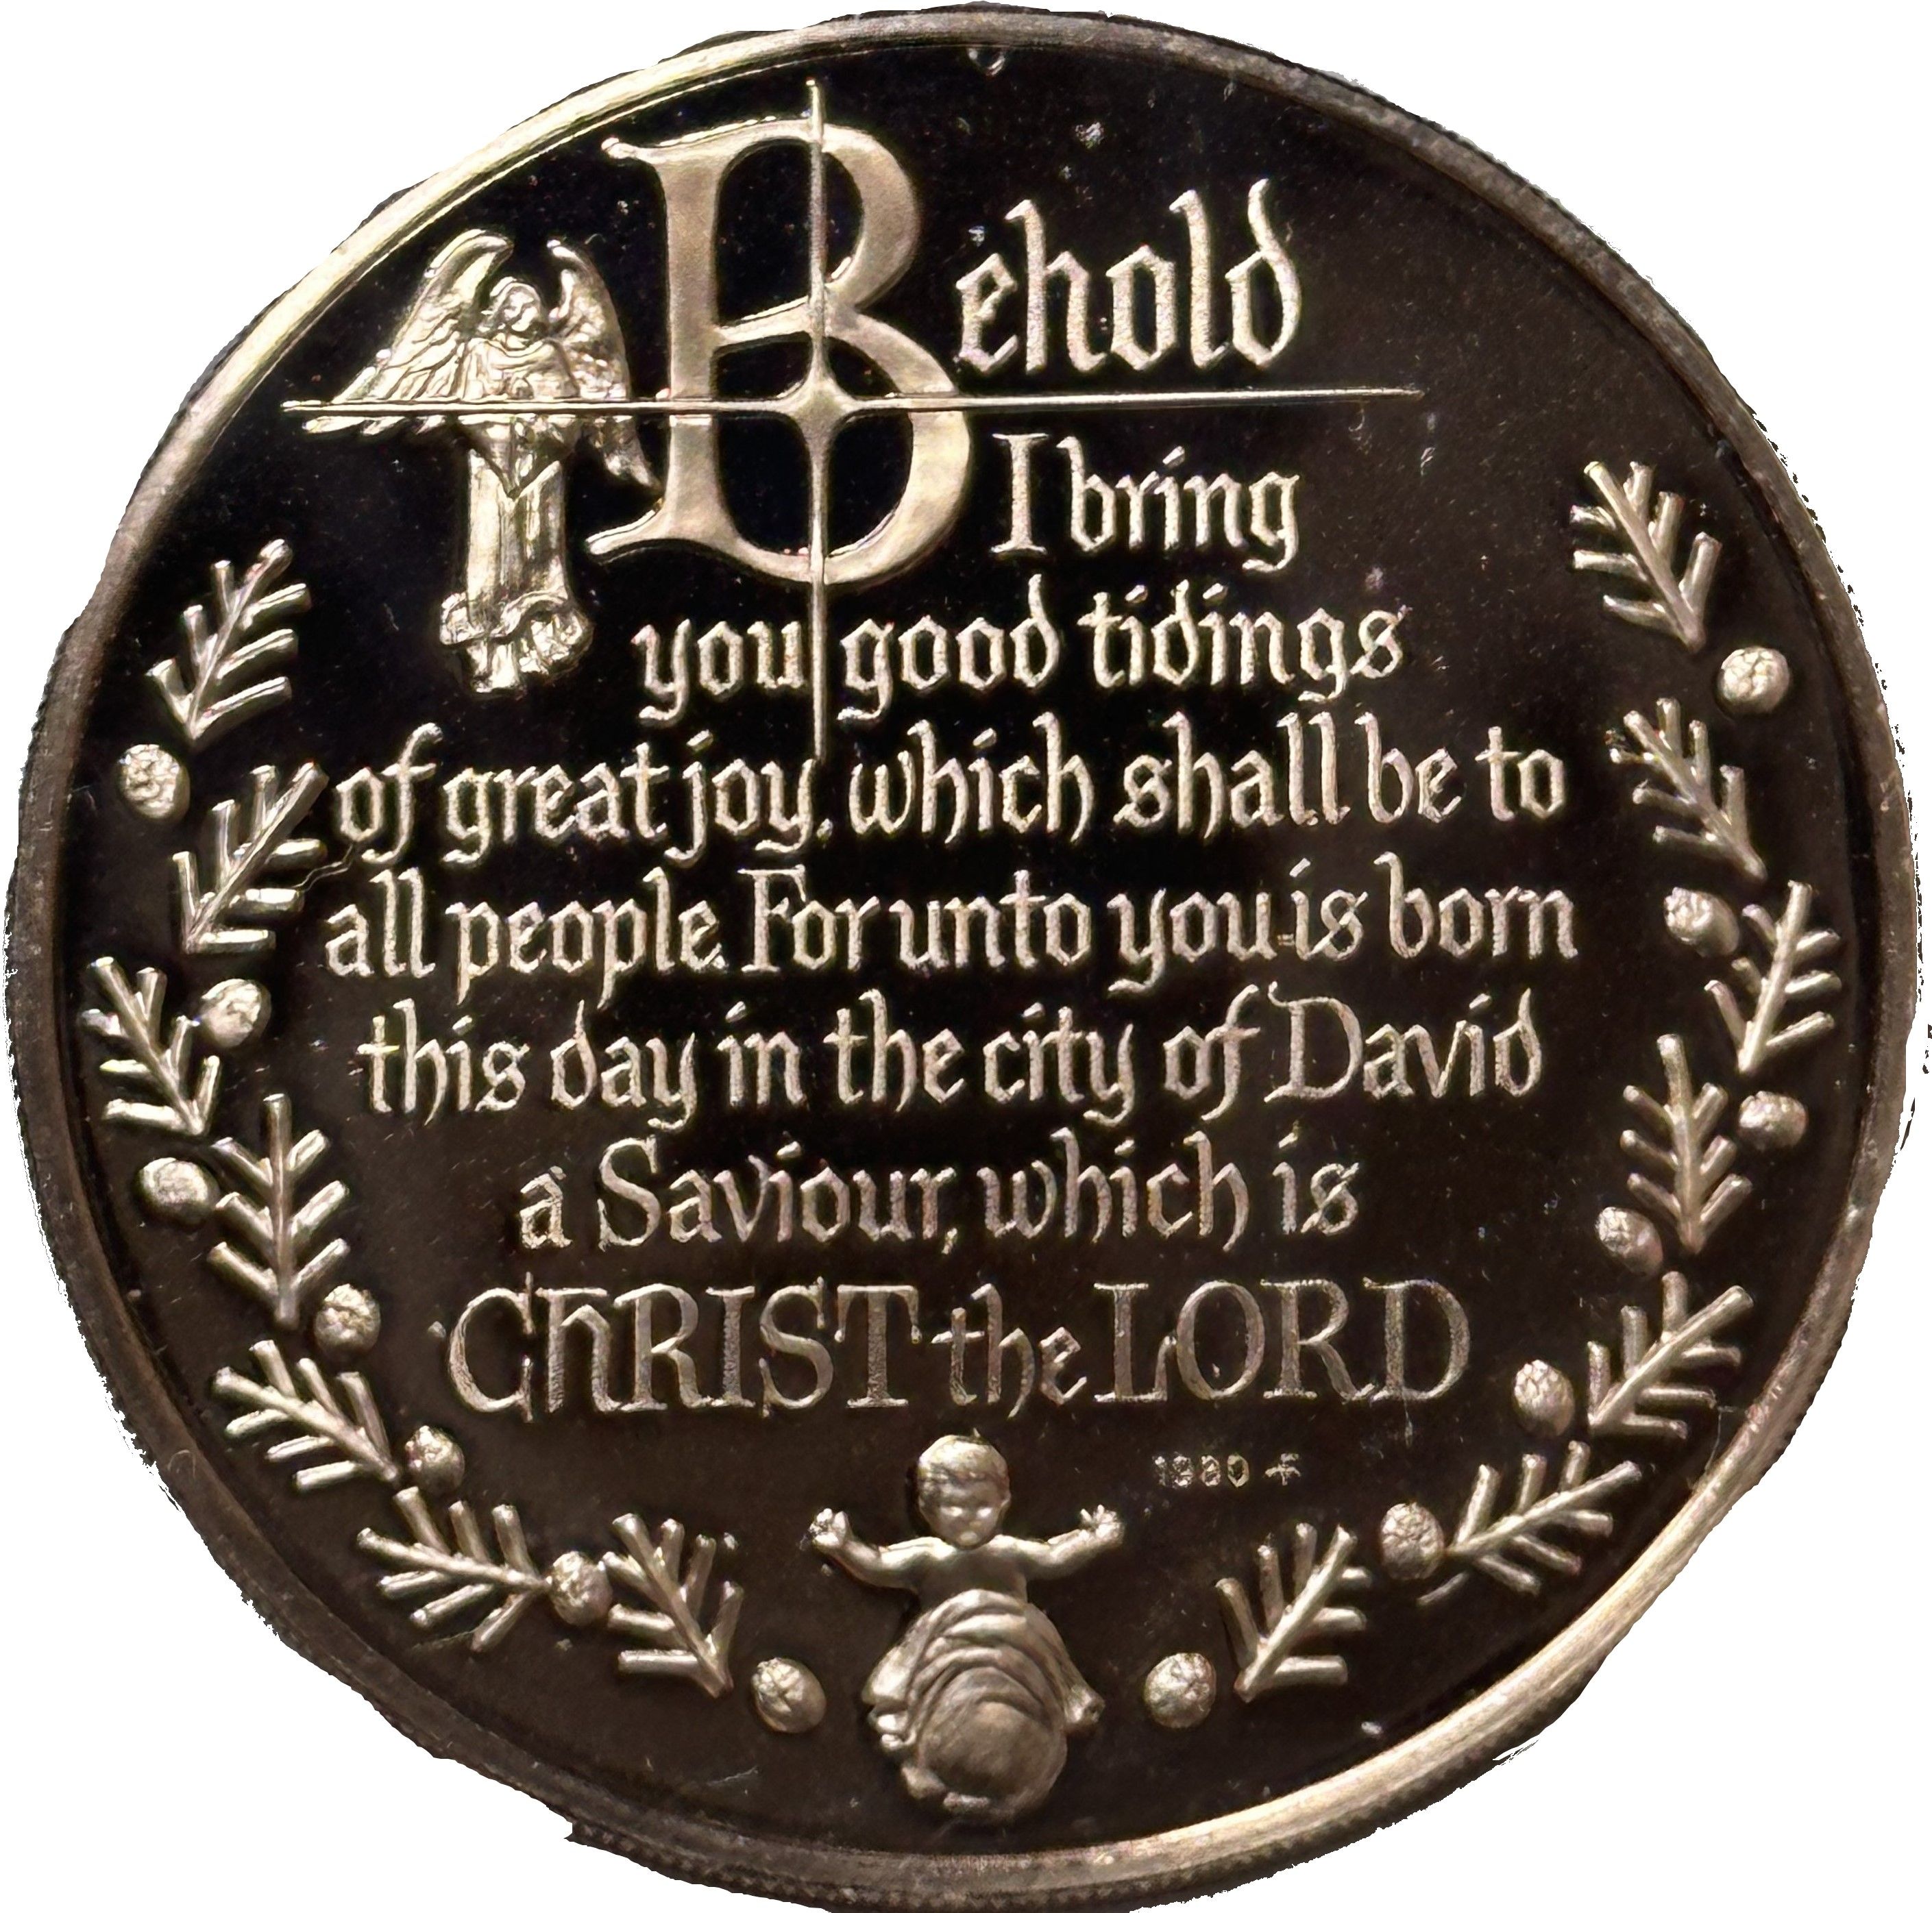 Behold
I bring
you good tidings
of great joy, which shall be to
all people. For unto you is born
this day in the city of David
a Saviour, which is
ChRIST the LORD
1980 F